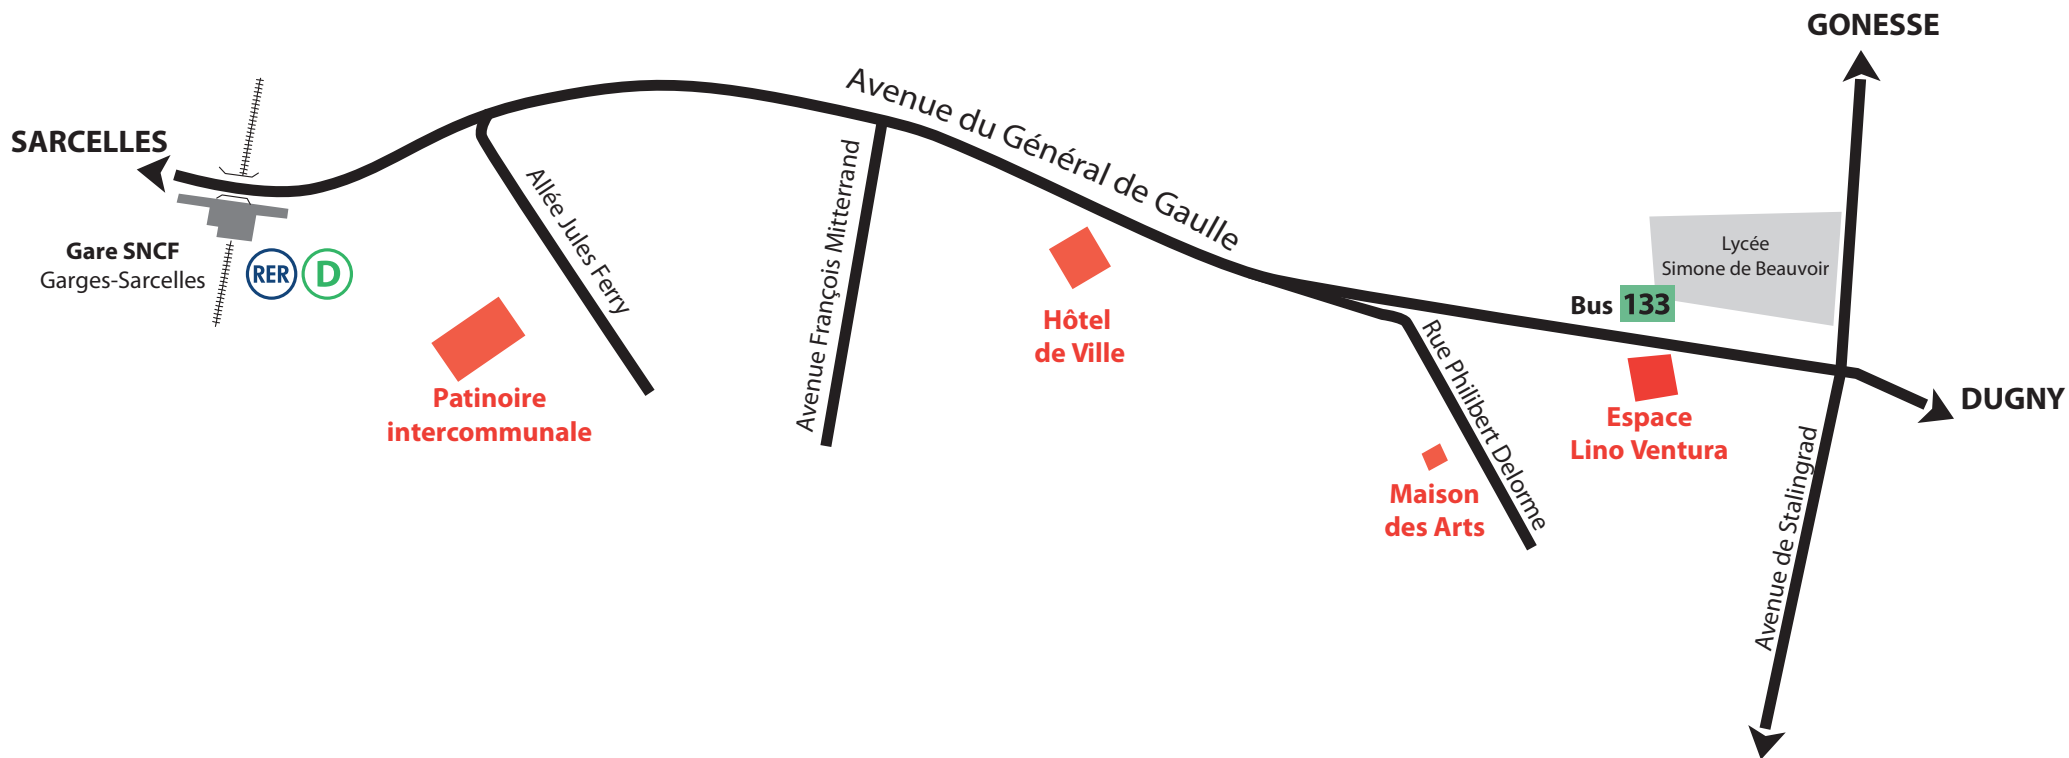 GONESSE
SARCELLES
Avenue du Général de Gaulle
Gare SNCF
Garges-Sarcelles
RER D
Allée Jules Ferry
Avenue François Mitterrand
Lycée
Simone de Beauvoir
Bus 133
Hôtel
de Ville
Patinoire
intercommunale
Rue Philibert Delorme
Espace
Lino Ventura
DUGNY
Maison
des Arts
Avenue de Stalingrad